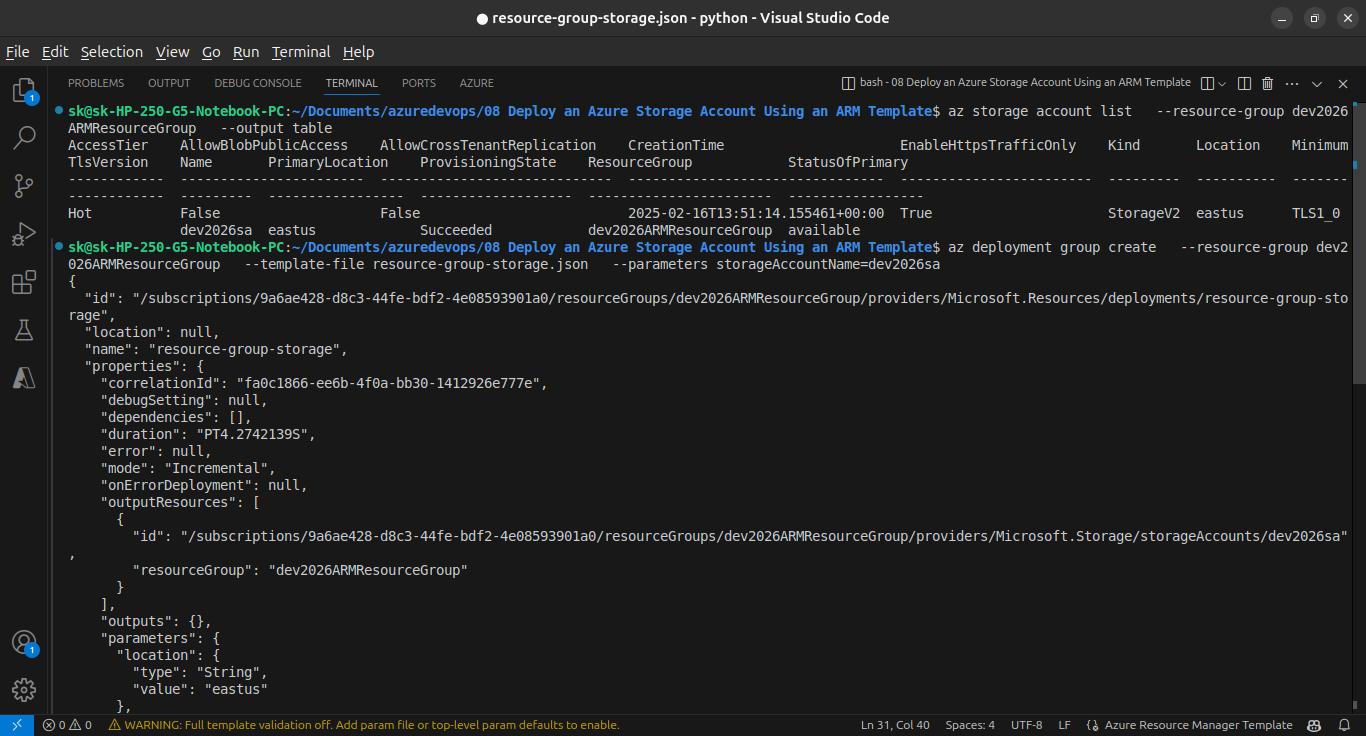 ● resource-group-storage.json - python - Visual Studio Code
File Edit Selection View Go Run Terminal Help
PROBLEMS OUTPUT DEBUG CONSOLE TERMINAL PORTS AZURE bash - 08 Deploy an Azure Storage Account Using an ARM Template
1
sk@sk-HP-250-G5-Notebook-PC:~/Documents/azuredevops/08 Deploy an Azure Storage Account Using an ARM Template$ az storage account list   --resource-group dev2026
ARMResourceGroup   --output table
AccessTier    AllowBlobPublicAccess    AllowCrossTenantReplication    CreationTime                      EnableHttpsTrafficOnly    Kind       Location    Minimum
TlsVersion    Name       PrimaryLocation    ProvisioningState    ResourceGroup            StatusOfPrimary
------------  -----------------------  -----------------------------  --------------------------------  ------------------------  ---------  ----------  -------
------------  ---------  -----------------  -------------------  -----------------------  -----------------
Hot           False                    False                          2025-02-16T13:51:14.155461+00:00  True                      StorageV2  eastus      TLS1_0
dev2026sa  eastus             Succeeded            dev2026ARMResourceGroup  available
sk@sk-HP-250-G5-Notebook-PC:~/Documents/azuredevops/08 Deploy an Azure Storage Account Using an ARM Template$ az deployment group create   --resource-group dev2
026ARMResourceGroup   --template-file resource-group-storage.json   --parameters storageAccountName=dev2026sa
{
  "id": "/subscriptions/9a6ae428-d8c3-44fe-bdf2-4e08593901a0/resourceGroups/dev2026ARMResourceGroup/providers/Microsoft.Resources/deployments/resource-group-sto
rage",
  "location": null,
  "name": "resource-group-storage",
  "properties": {
    "correlationId": "fa0c1866-ee6b-4f0a-bb30-1412926e777e",
    "debugSetting": null,
    "dependencies": [],
    "duration": "PT4.2742139S",
    "error": null,
    "mode": "Incremental",
    "onErrorDeployment": null,
    "outputResources": [
      {
        "id": "/subscriptions/9a6ae428-d8c3-44fe-bdf2-4e08593901a0/resourceGroups/dev2026ARMResourceGroup/providers/Microsoft.Storage/storageAccounts/dev2026sa"
,
        "resourceGroup": "dev2026ARMResourceGroup"
      }
    ],
    "outputs": {},
    "parameters": {
      "location": {
        "type": "String",
        "value": "eastus"
      },
1
0 0 WARNING: Full template validation off. Add param file or top-level param defaults to enable. Ln 31, Col 40 Spaces: 4 UTF-8 LF Azure Resource Manager Template